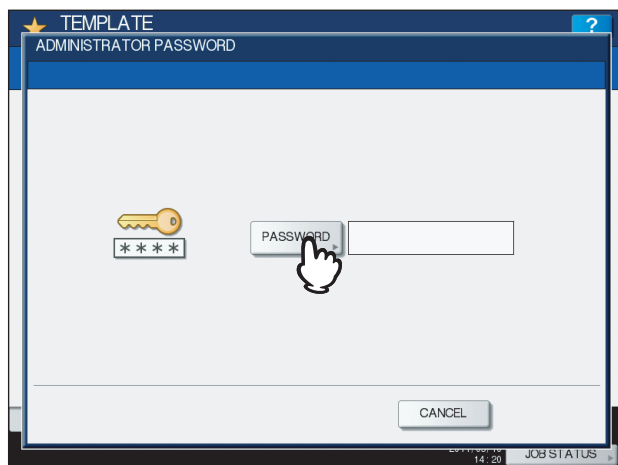 TEMPLATE
?
ADMINISTRATOR PASSWORD
PASSWORD
****
CANCEL
14:20
JOB STATUS